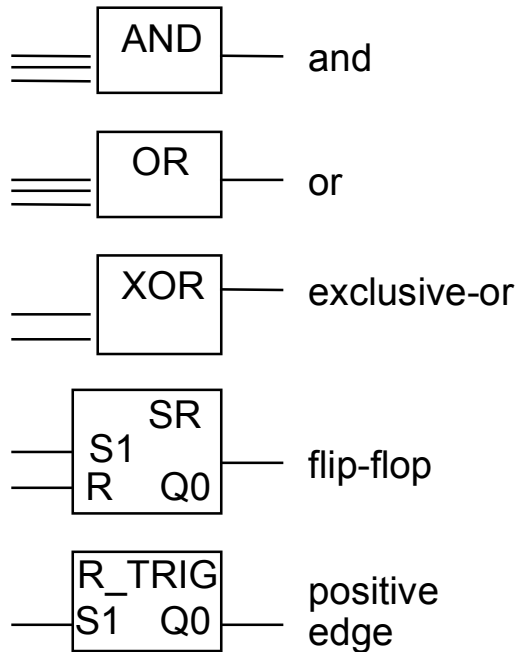 AND
and
OR
or
XOR
exclusive-or
SR
S1
flip-flop
R Q0
R_TRIG
positive
S1 Q0
edge